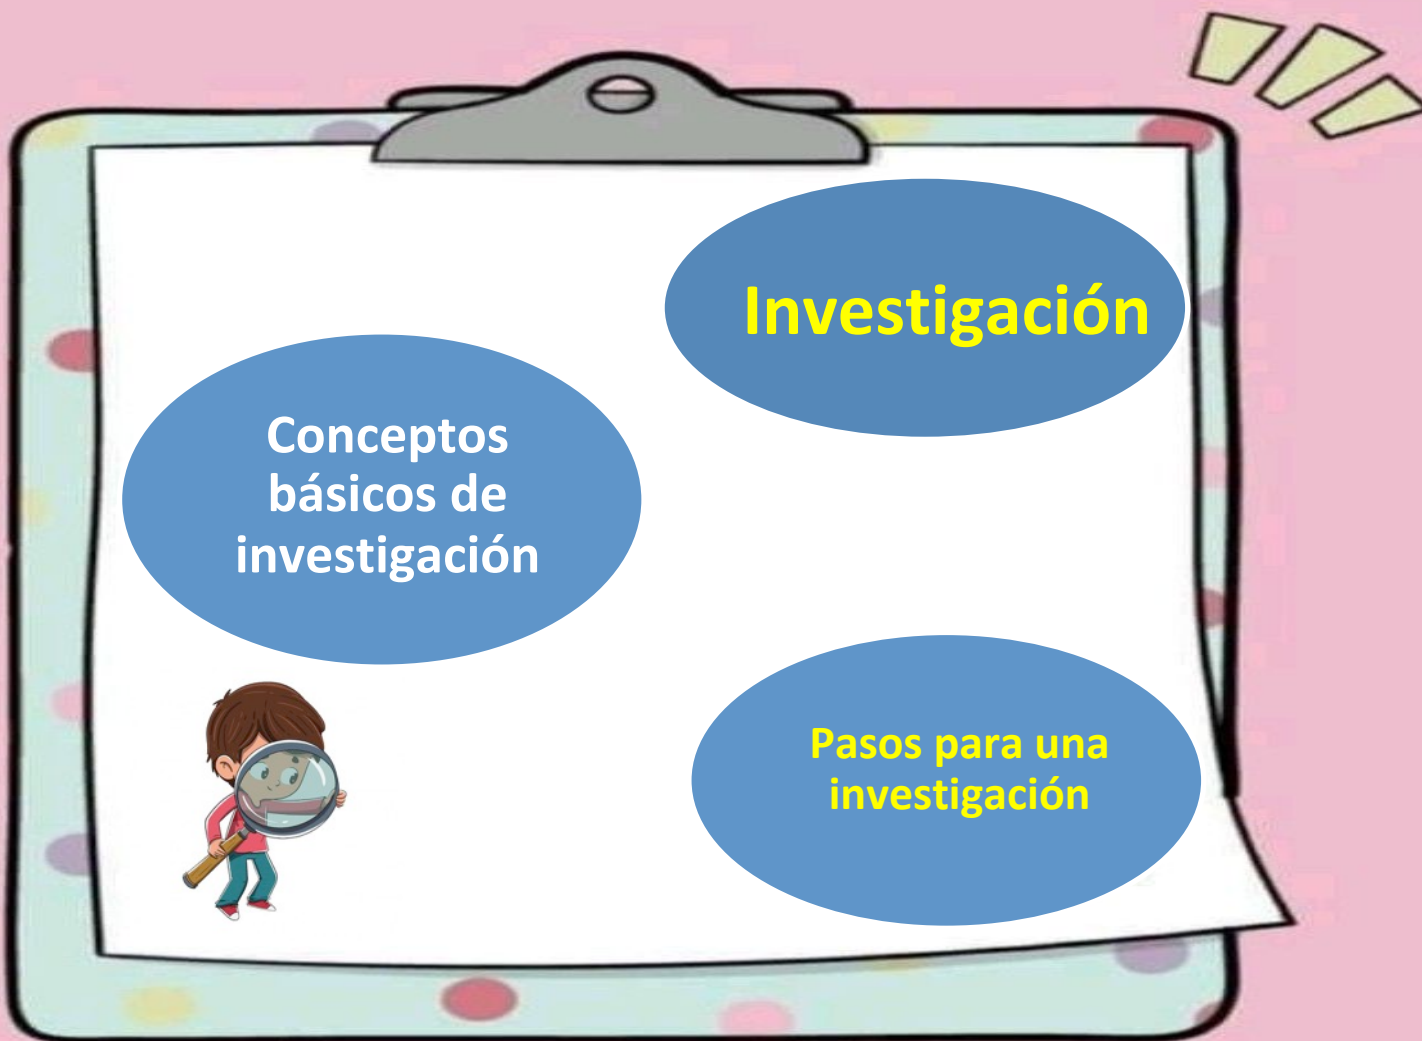 Investigación
Conceptos
básicos de
investigación
Pasos para una
investigación